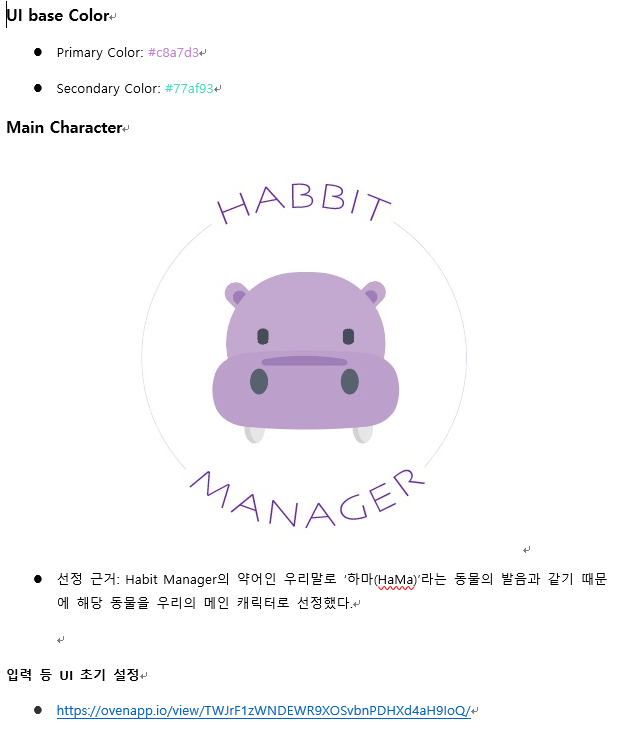 UI base Color
● Primary Color: #c8a7d3
● Secondary Color: #77af93
Main Character
HABBIT
MANAGER
● 선정 근거: Habit Manager의 약어인 우리말로 ‘하마(HaMa)’라는 동물의 발음과 같기 때문
에 해당 동물을 우리의 메인 캐릭터로 선정했다.
입력 등 UI 초기 설정
● https://ovenapp.io/view/TWJrF1zWNDEWR9XOSvbnPDHXd4aH9IoQ/